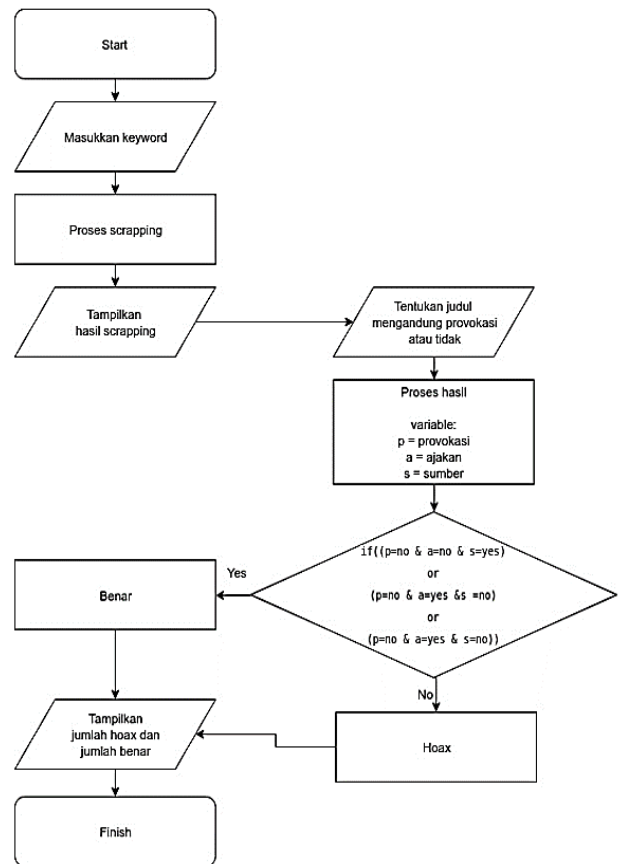 Start
Masukkan keyword
Proses scrapping
Tampilkan
hasil scrapping
Tentukan judul
mengandung provokasi
atau tidak
Proses hasil
variable:
p = provokasi
a = ajakan
s = sumber
if((p=no & a=no & s=yes)
or
(p=no & a=yes &s =no)
or
(p=no & a=yes & s=no))
Yes
Benar
No
Hoax
Tampilkan
jumlah hoax dan
jumlah benar
Finish